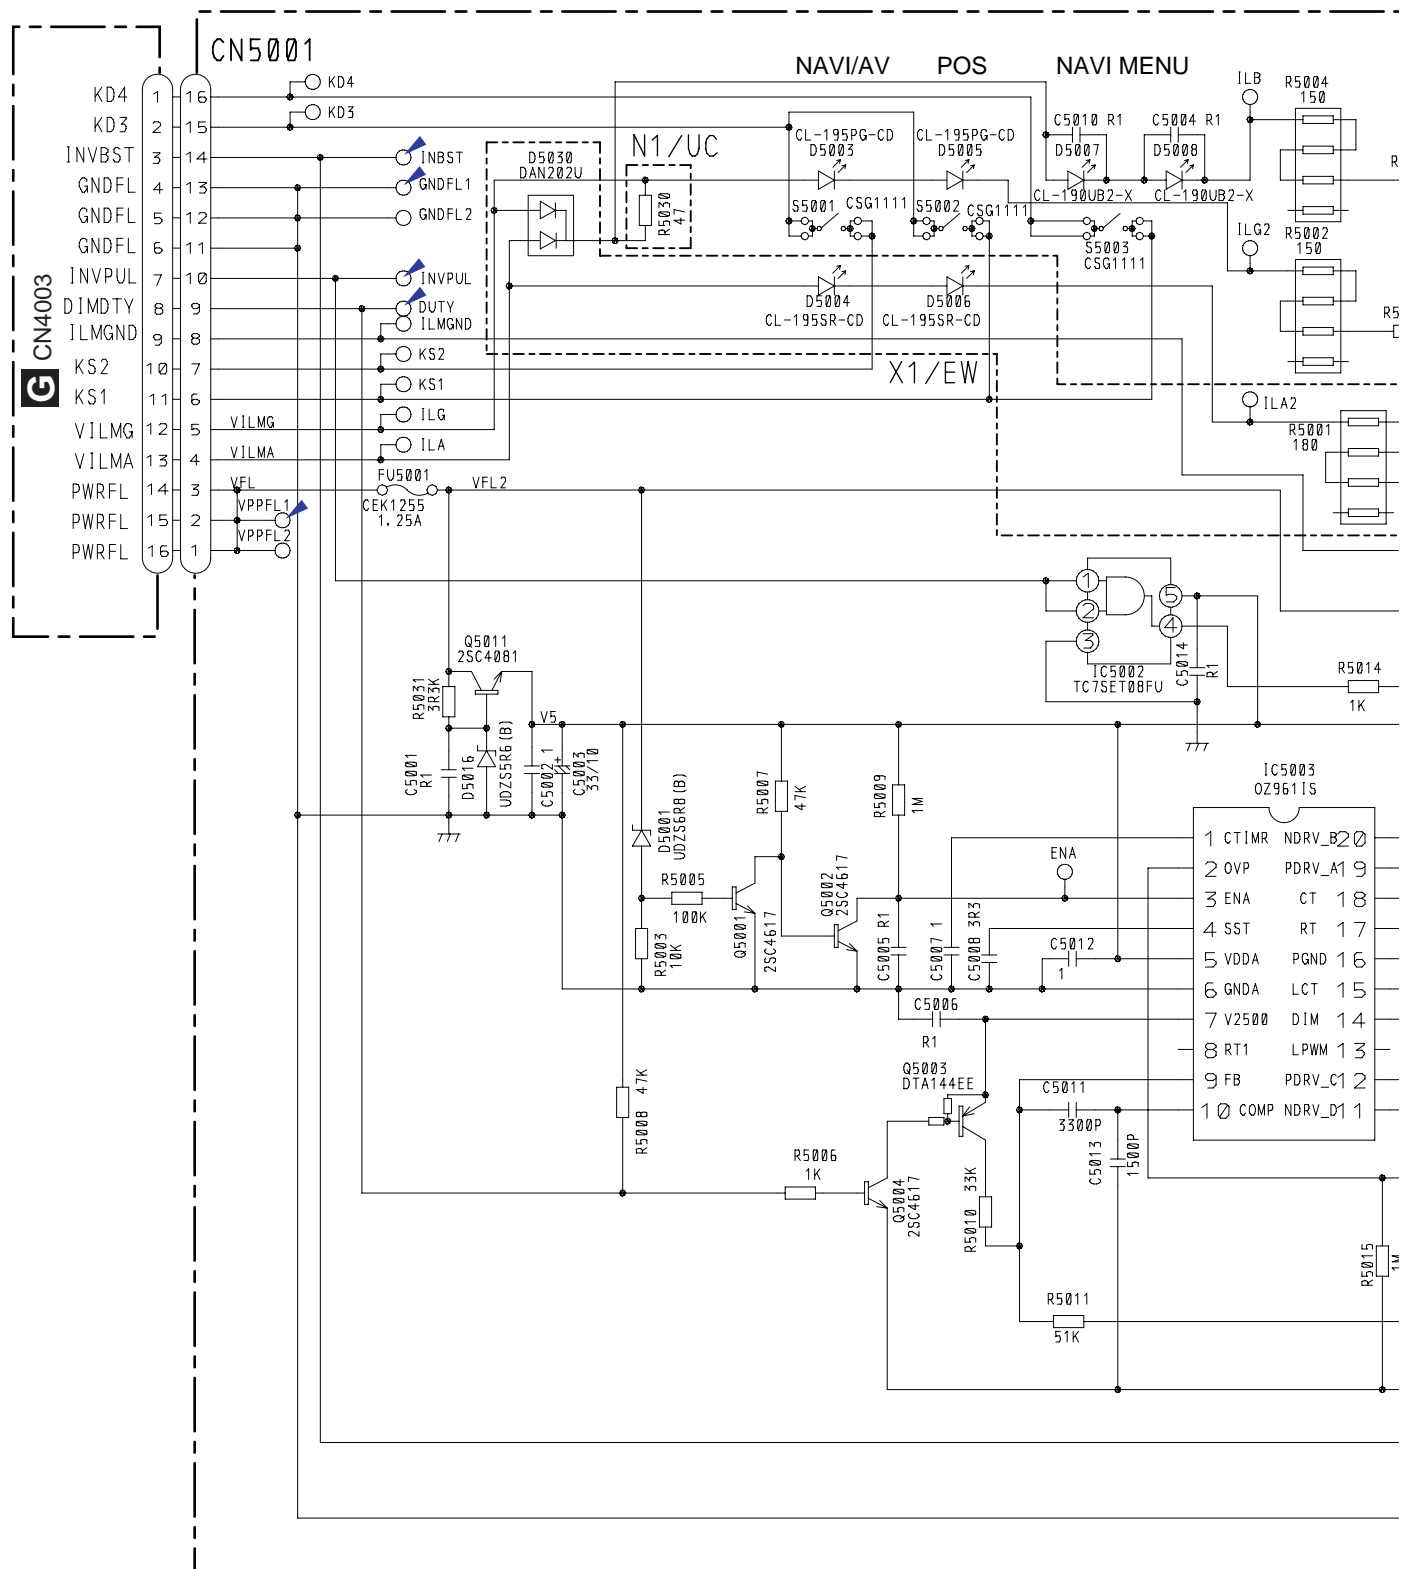 CN5001
NAVI/AV POS NAVI MENU
G CN4003
KD4 1 16 KD4
KD3 2 15 KD3
INVBST 3 14 INBST
GNDFL 4 13 GNDFL1
GNDFL 5 12 GNDFL2
GNDFL 6 11
INVPUL 7 10 INVPUL
DIMDTY 8 9 DUTY
ILMGND 9 8 ILMGND
KS2 10 7 KS2
KS1 11 6 KS1
VILMG 12 5 VILMG ILG
VILMA 13 4 VILMA ILA
PWRFL 14 3 VFL
PWRFL 15 2 VPPFL1
PWRFL 16 1 VPPFL2
FU5001
CEK1255
1.25A
VFL2
D5030
DAN202U
N1/UC
R5030
47
CL-195PG-CD
D5003
CL-195PG-CD
D5005
S5001
CSG1111
S5002
CSG1111
D5004
CL-195SR-CD
D5006
CL-195SR-CD
X1/EW
C5010 R1
D5007
CL-190UB2-X
C5004 R1
D5008
CL-190UB2-X
S5003
CSG1111
ILB
R5004
150
R
ILG2
R5002
150
R5
ILA2
R5001
180
1
2
3
5
4
IC5002
TC7SET08FU
C5014
R1
R5014
1K
Q5011
2SC4081
R5031
3R3K
C5001
R1
D5016
UDZS5R6(B)
V5
C5002 1
C5003
33/10
+
D5001
UDZS6R8(B)
R5005
100K
R5003
10K
Q5001
2SC4617
R5007
47K
Q5002
2SC4617
R5009
1M
C5005 R1
C5007 1
C5008 3R3
ENA
C5012
1
C5006
R1
Q5003
DTA144EE
R5008 47K
R5006
1K
Q5004
2SC4617
R5010 33K
C5011
3300P
C5013
1500P
R5011
51K
R5015
1M
IC5003
OZ961IS
1 CTIMR NDRV_B 20
2 OVP PDRV_A 19
3 ENA CT 18
4 SST RT 17
5 VDDA PGND 16
6 GNDA LCT 15
7 V2500 DIM 14
8 RT1 LPWM 13
9 FB PDRV_C 12
10 COMP NDRV_D 11